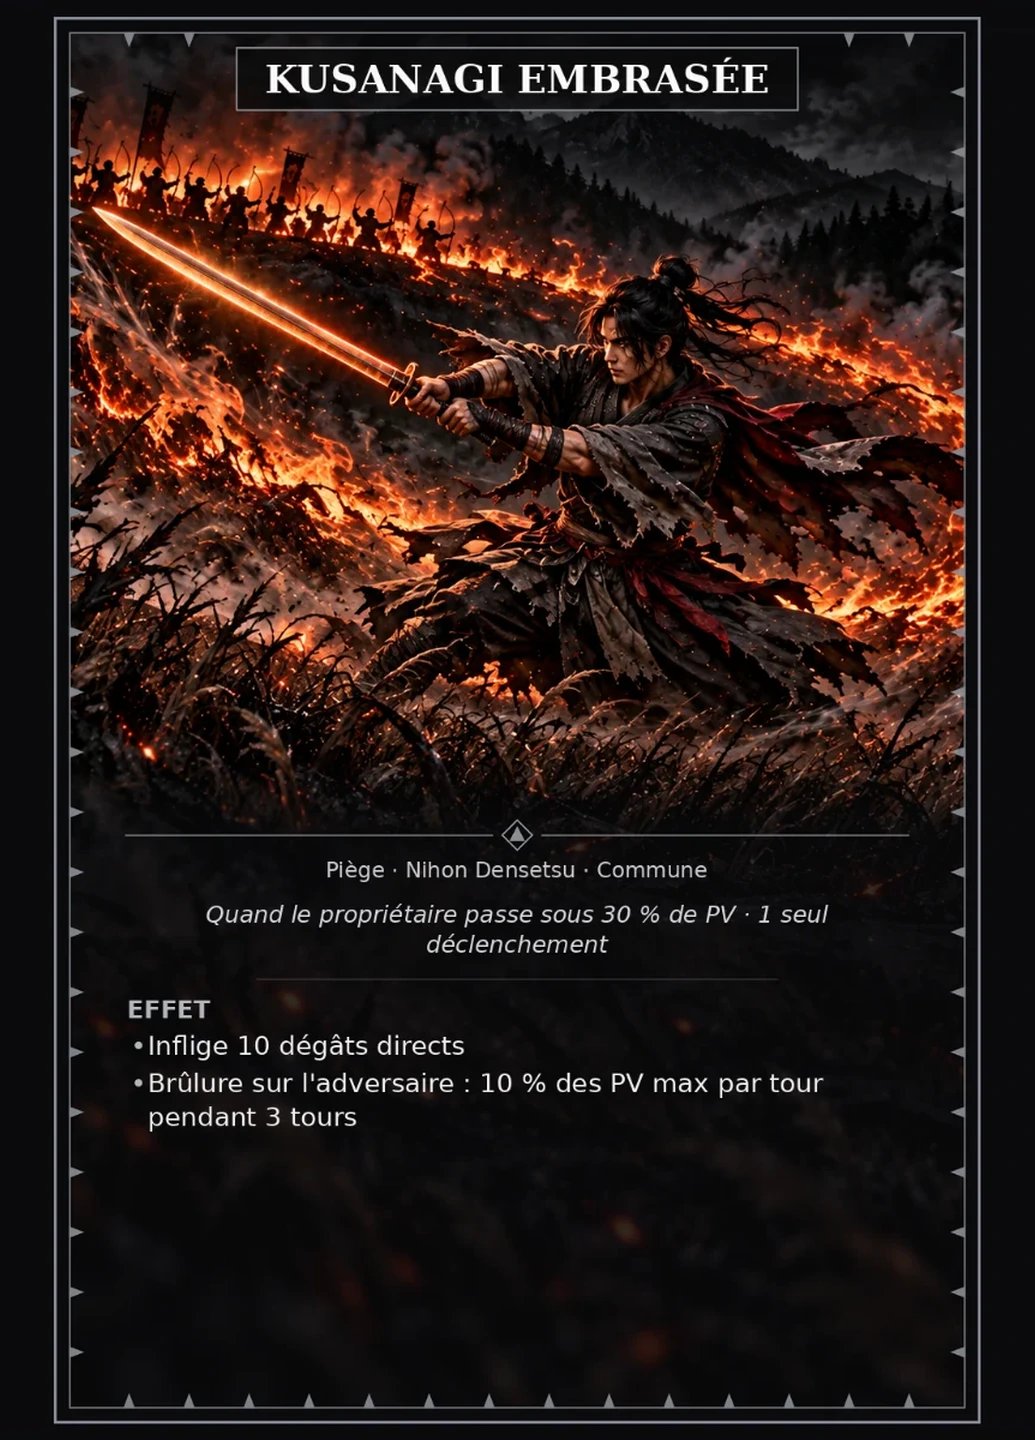 KUSANAGI EMBRASÉE
Piège · Nihon Densetsu · Commune
Quand le propriétaire passe sous 30 % de PV · 1 seul
déclenchement
EFFET
•Inflige 10 dégâts directs
•Brûlure sur l'adversaire : 10 % des PV max par tour
pendant 3 tours